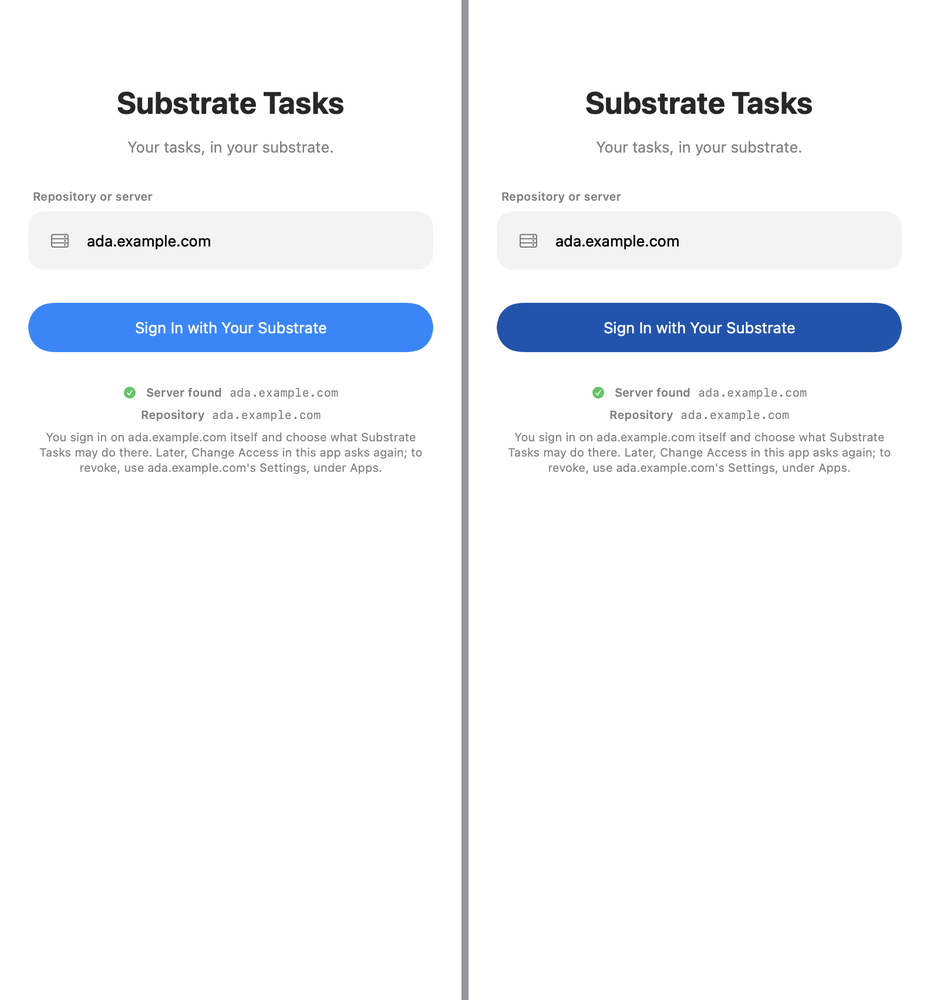 Substrate Tasks
Your tasks, in your substrate.
Repository or server
ada.example.com
Sign In with Your Substrate
Server found ada.example.com
Repository ada.example.com
You sign in on ada.example.com itself and choose what Substrate
Tasks may do there. Later, Change Access in this app asks again; to
revoke, use ada.example.com's Settings, under Apps.
Substrate Tasks
Your tasks, in your substrate.
Repository or server
ada.example.com
Sign In with Your Substrate
Server found ada.example.com
Repository ada.example.com
You sign in on ada.example.com itself and choose what Substrate
Tasks may do there. Later, Change Access in this app asks again; to
revoke, use ada.example.com's Settings, under Apps.